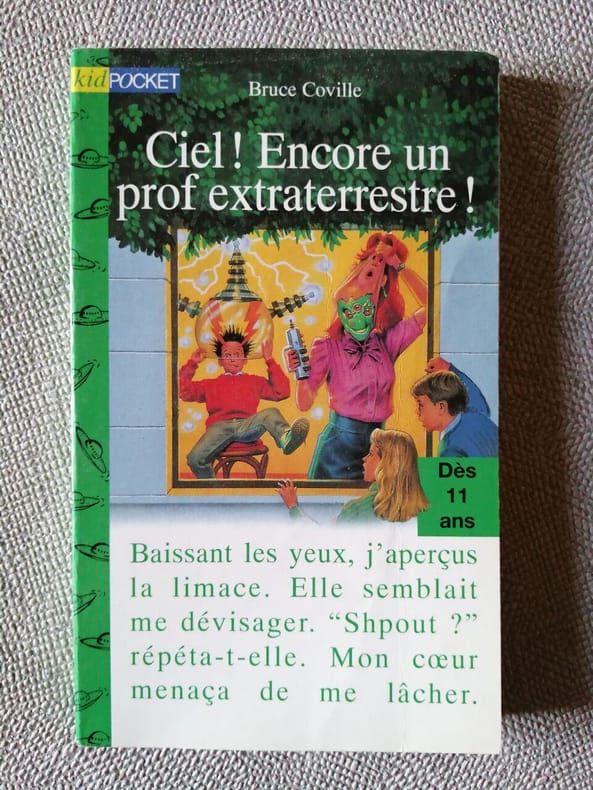 kidPOCKET
Bruce Coville
Ciel ! Encore un
prof extraterrestre !
Dès
11
ans
Baissant les yeux, j'aperçus
la limace. Elle semblait
me dévisager. “Shpout ?”
répéta-t-elle. Mon cœur
menaça de me lâcher.